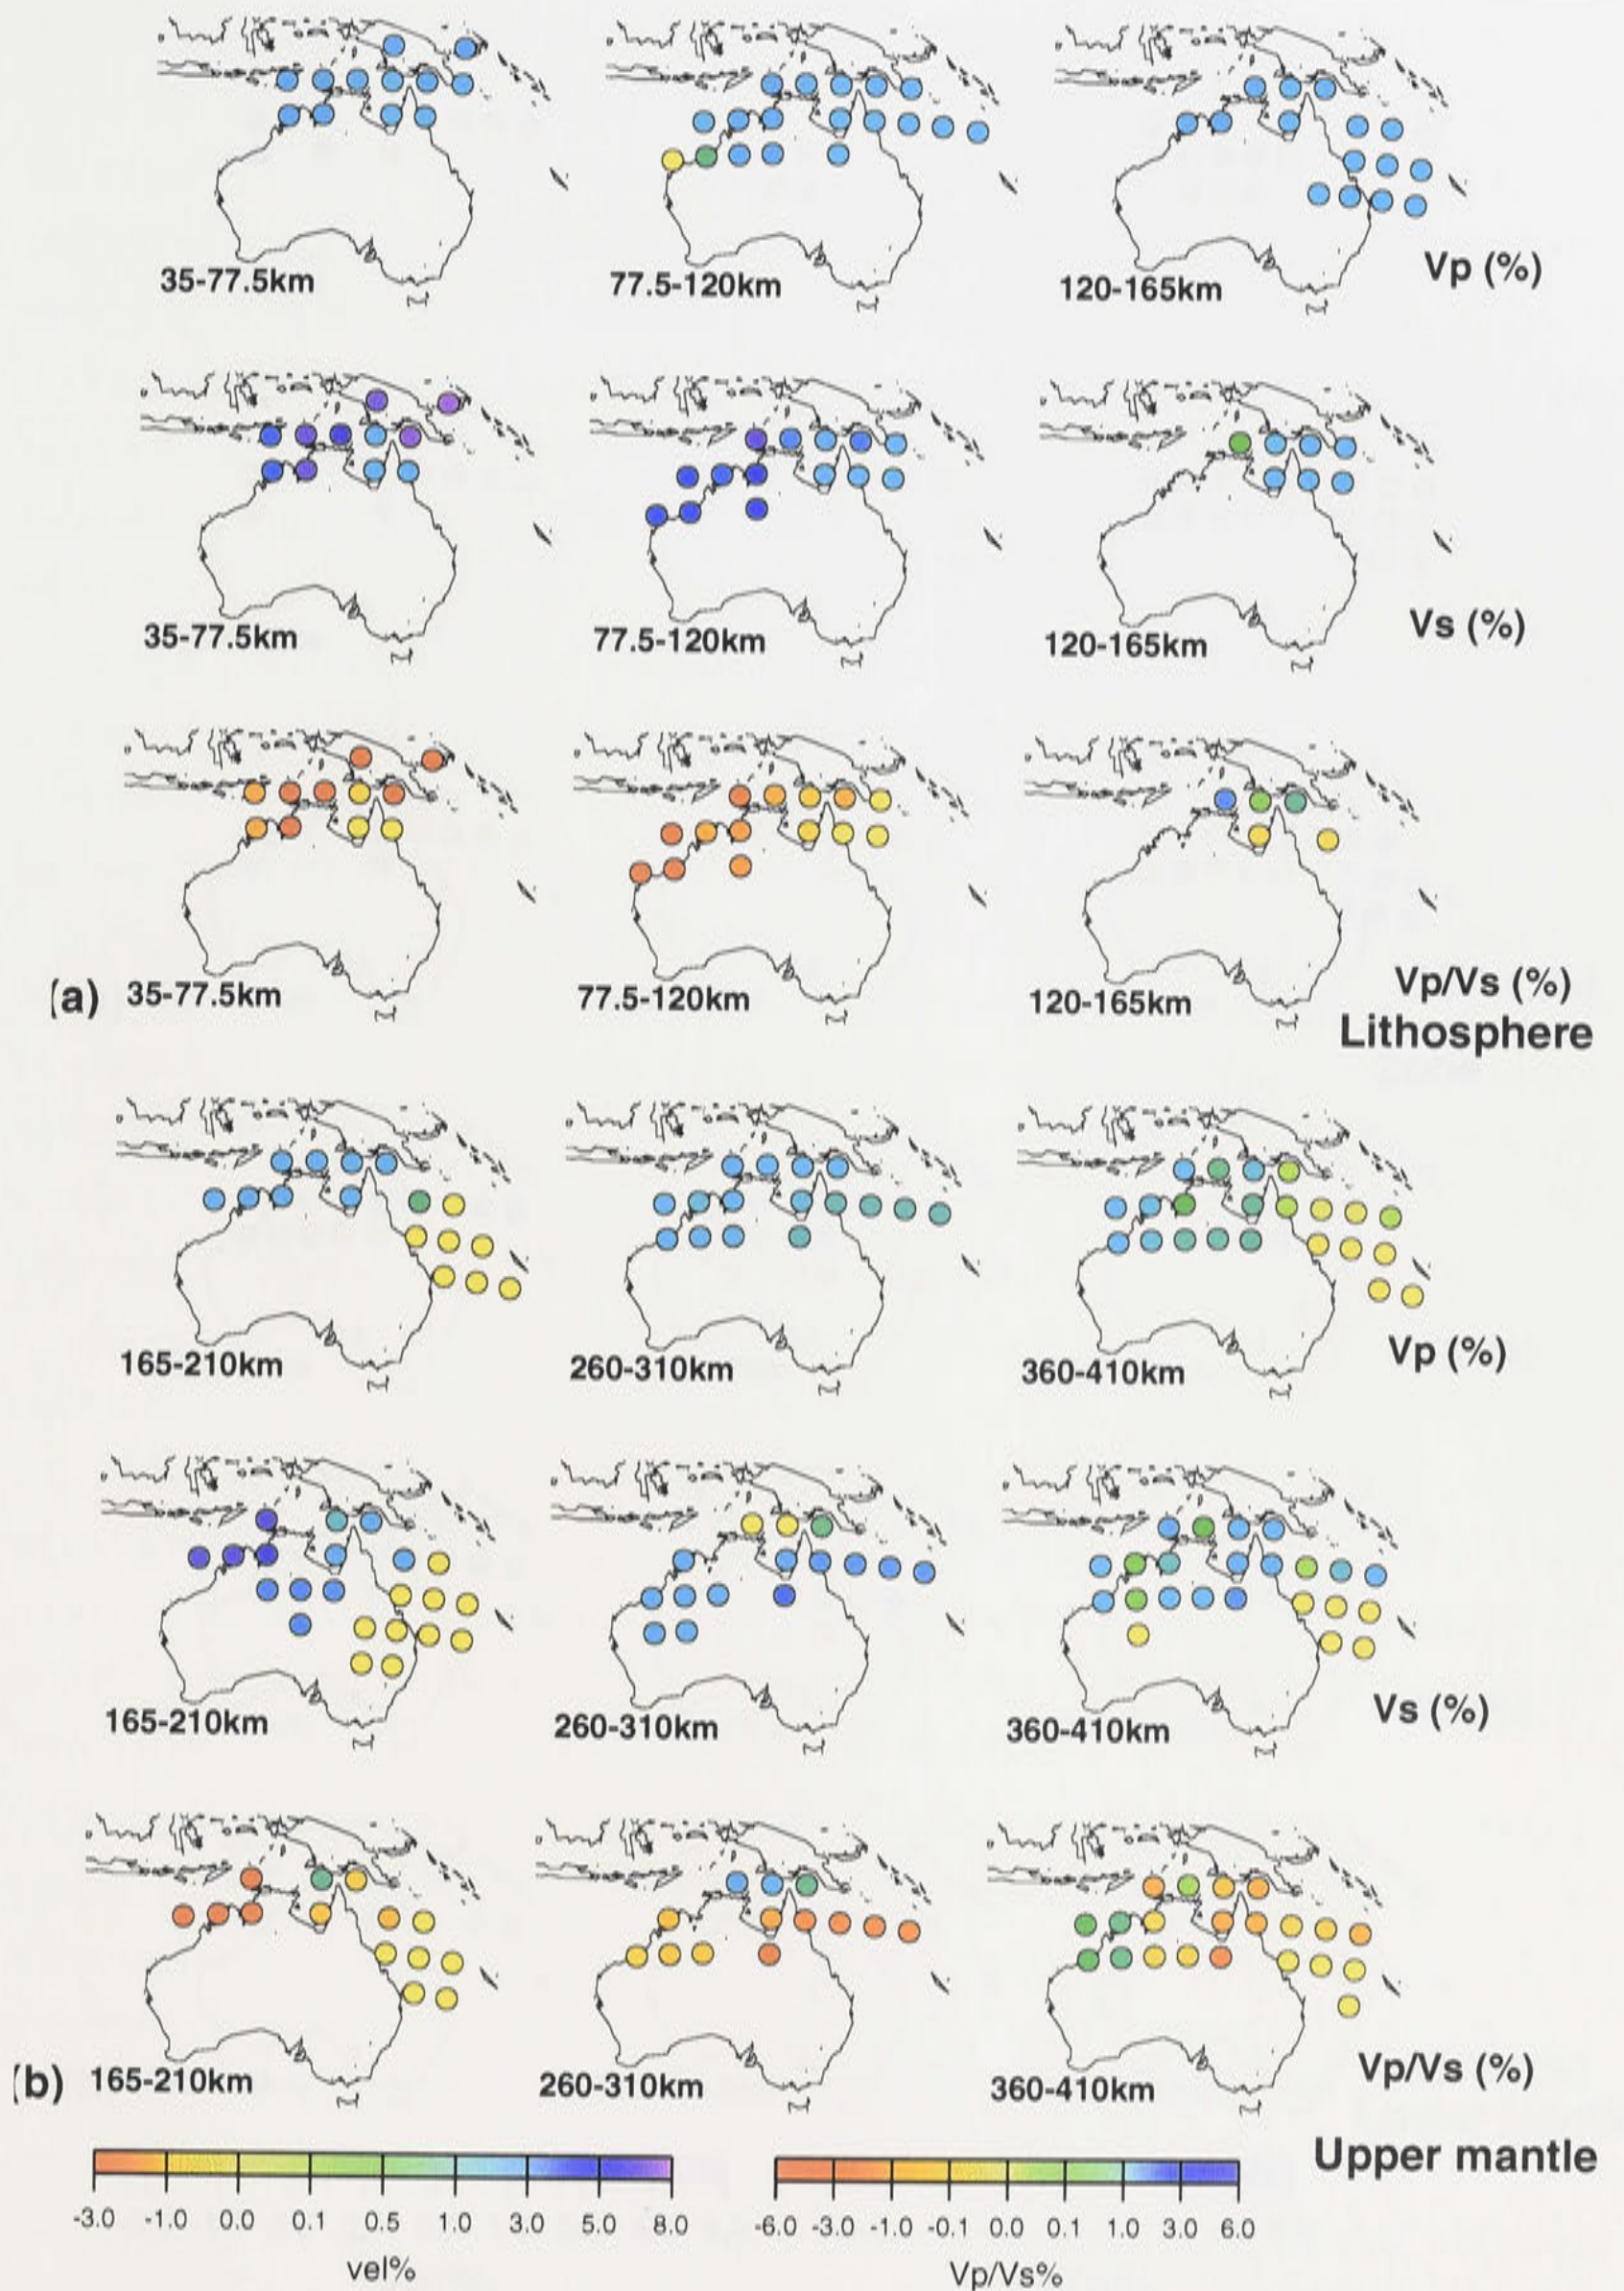 35-77.5km
77.5-120km
120-165km
Vp (%)
35-77.5km
77.5-120km
120-165km
Vs (%)
(a)
35-77.5km
77.5-120km
120-165km
Vp/Vs (%)
Lithosphere
165-210km
260-310km
360-410km
Vp (%)
165-210km
260-310km
360-410km
Vs (%)
(b)
165-210km
260-310km
360-410km
Vp/Vs (%)
Upper mantle
-3.0 -1.0 0.0 0.1 0.5 1.0 3.0 5.0 8.0
vel%
-6.0 -3.0 -1.0 -0.1 0.0 0.1 1.0 3.0 6.0
Vp/Vs%